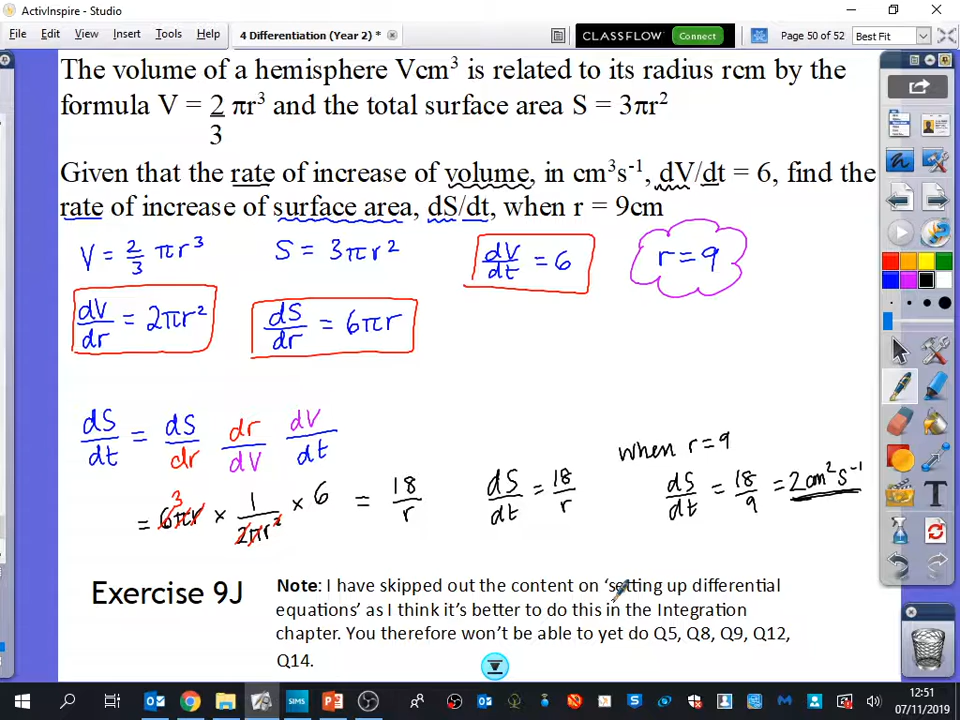 ActivInspire - Studio
File Edit View Insert Tools Help
4 Differentiation (Year 2) *
CLASSFLOW Connect
Page 50 of 52
Best Fit
The volume of a hemisphere Vcm³ is related to its radius rcm by the
formula V = 2/3 πr³ and the total surface area S = 3πr²
Given that the rate of increase of volume, in cm³s⁻¹, dV/dt = 6, find the
rate of increase of surface area, dS/dt, when r = 9cm
V = 2/3 πr³ S = 3πr² dV/dt = 6 r = 9
dV/dr = 2πr² dS/dr = 6πr
dS/dt = dS/dr dr/dV dV/dt
when r = 9
= 6πr 3 × 1/2πr² × 6 = 18/r dS/dt = 18/r dS/dt = 18/9 = 2cm²s⁻¹
Exercise 9J
Note: I have skipped out the content on ‘setting up differential
equations’ as I think it’s better to do this in the Integration
chapter. You therefore won’t be able to yet do Q5, Q8, Q9, Q12,
Q14.
SIMS
12:51
07/11/2019